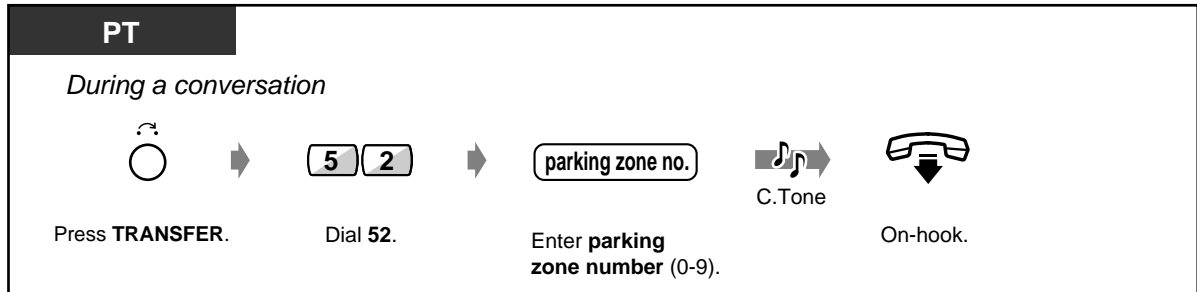 PT
During a conversation
5 2
parking zone no.
C.Tone
Press TRANSFER.
Dial 52.
Enter parking
zone number (0-9).
On-hook.